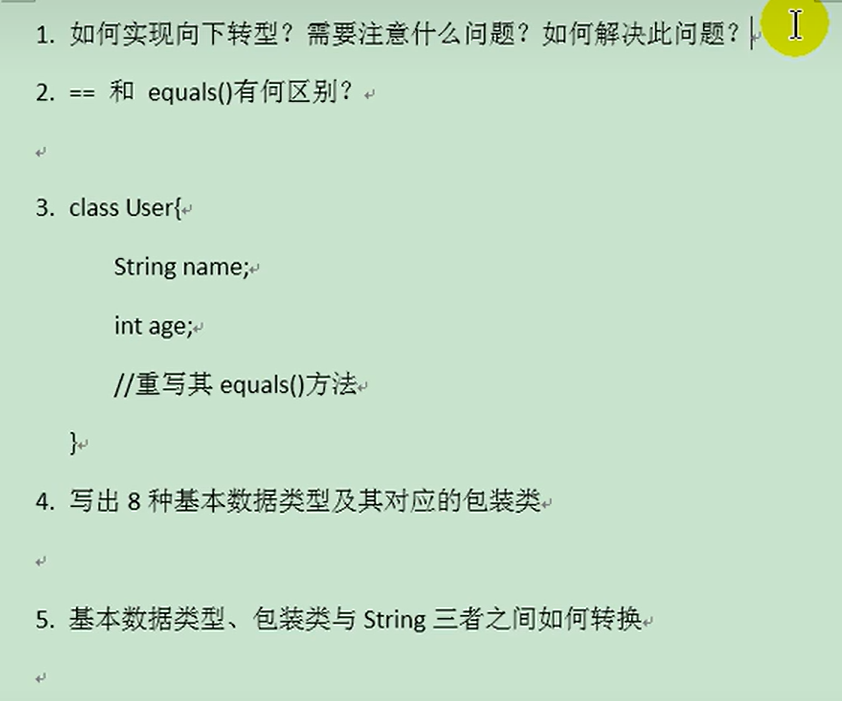 1. 如何实现向下转型？需要注意什么问题？如何解决此问题？
2. == 和 equals()有何区别？
3. class User{
String name;
int age;
//重写其 equals()方法
}
4. 写出 8 种基本数据类型及其对应的包装类
5. 基本数据类型、包装类与 String 三者之间如何转换